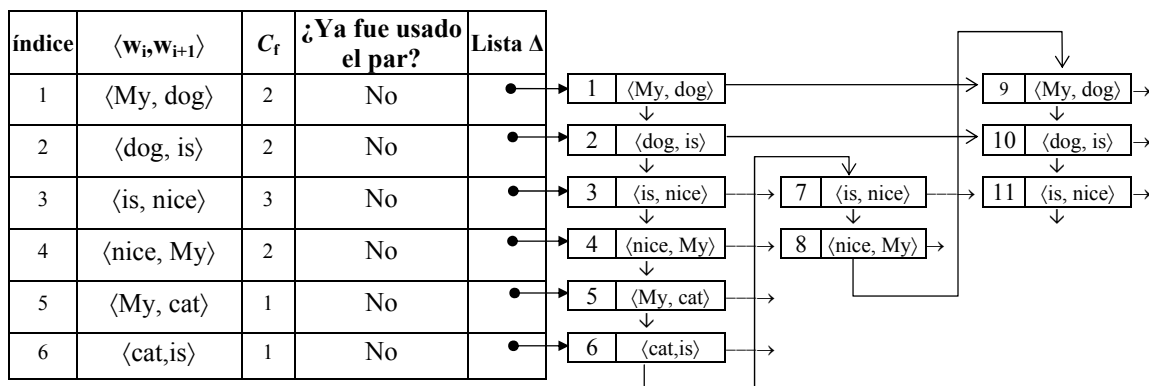 índice ⟨wi,wi+1⟩ Cf ¿Ya fue usado el par? Lista Δ
1 ⟨My, dog⟩ 2 No 1 ⟨My, dog⟩ 9 ⟨My, dog⟩
2 ⟨dog, is⟩ 2 No 2 ⟨dog, is⟩ 10 ⟨dog, is⟩
3 ⟨is, nice⟩ 3 No 3 ⟨is, nice⟩ 7 ⟨is, nice⟩ 11 ⟨is, nice⟩
4 ⟨nice, My⟩ 2 No 4 ⟨nice, My⟩ 8 ⟨nice, My⟩
5 ⟨My, cat⟩ 1 No 5 ⟨My, cat⟩
6 ⟨cat,is⟩ 1 No 6 ⟨cat,is⟩